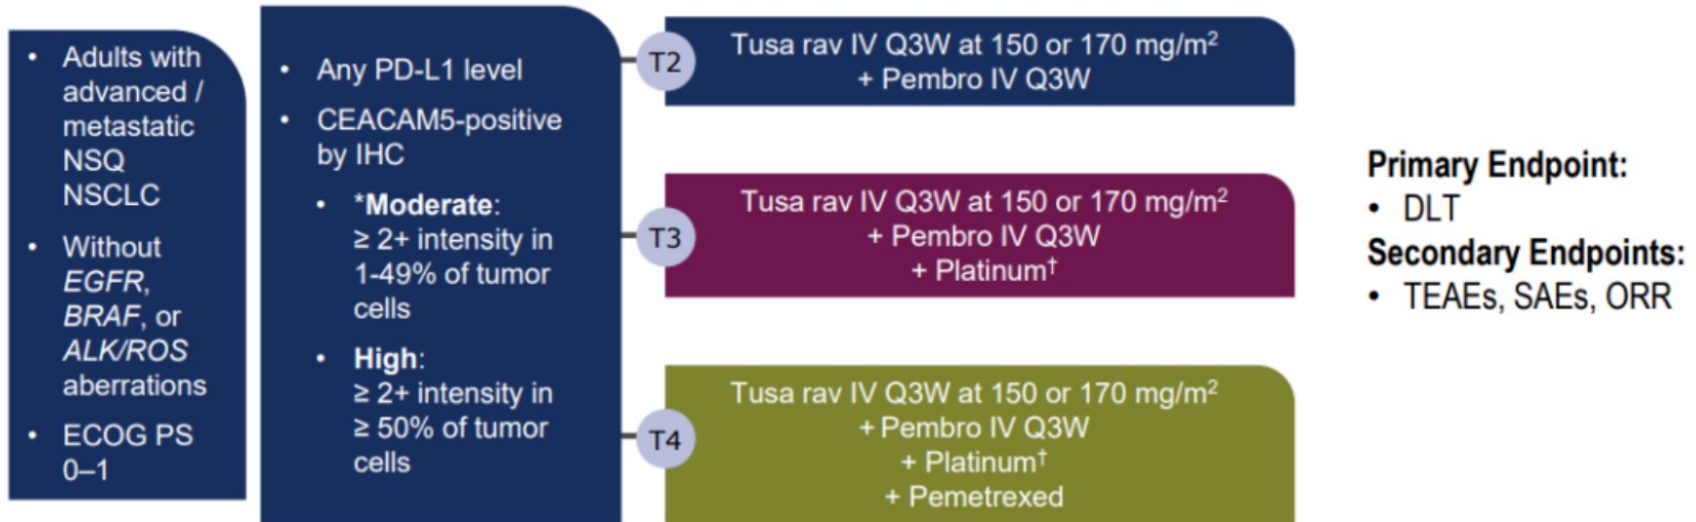 • Adults with
advanced /
metastatic
NSQ
NSCLC
• Without
EGFR,
BRAF, or
ALK/ROS
aberrations
• ECOG PS
0–1
• Any PD-L1 level
• CEACAM5-positive
by IHC
• *Moderate:
≥ 2+ intensity in
1-49% of tumor
cells
• High:
≥ 2+ intensity in
≥ 50% of tumor
cells
T2
Tusa rav IV Q3W at 150 or 170 mg/m²
+ Pembro IV Q3W
T3
Tusa rav IV Q3W at 150 or 170 mg/m²
+ Pembro IV Q3W
+ Platinum†
T4
Tusa rav IV Q3W at 150 or 170 mg/m²
+ Pembro IV Q3W
+ Platinum†
+ Pemetrexed
Primary Endpoint:
• DLT
Secondary Endpoints:
• TEAEs, SAEs, ORR